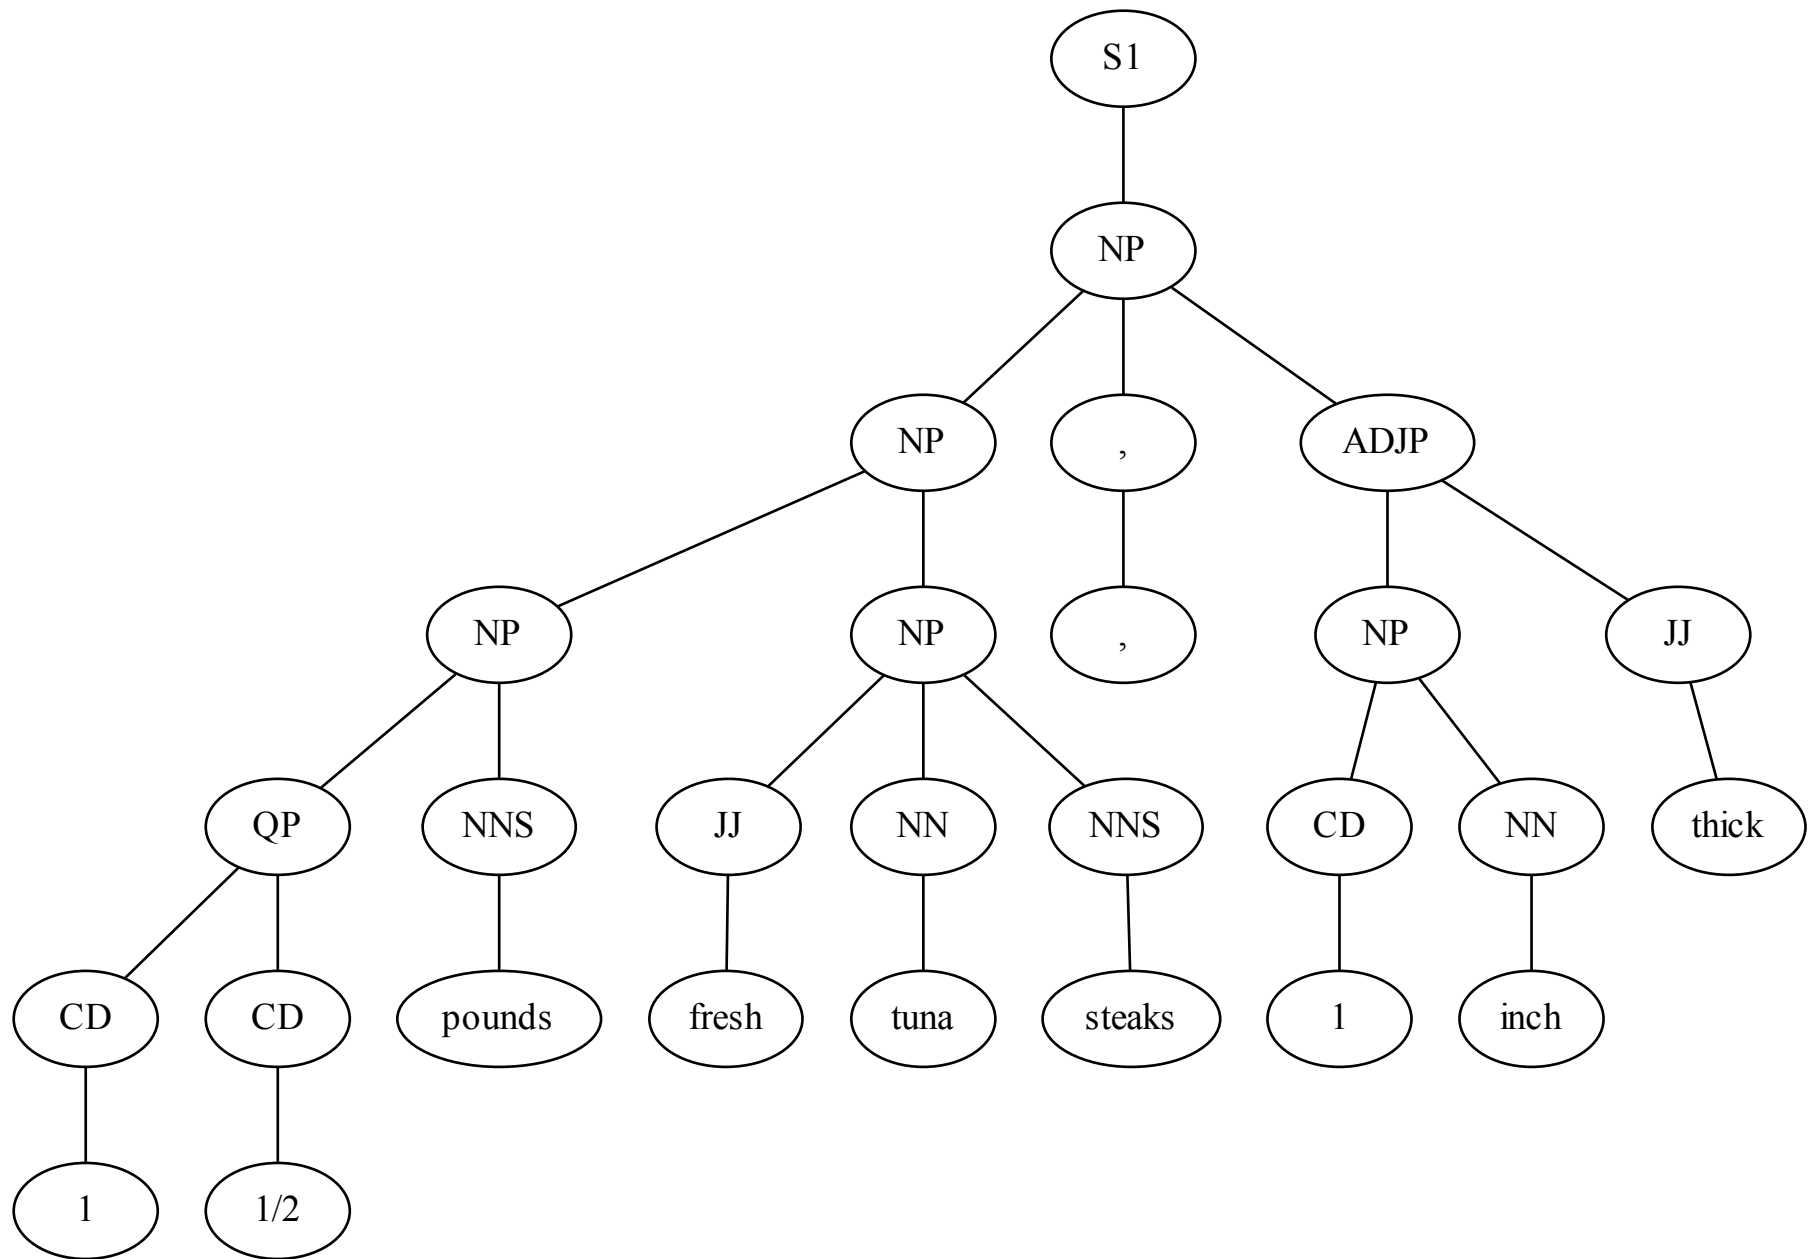 S1
NP
NP , ADJP
NP NP , NP JJ
QP NNS JJ NN NNS CD NN thick
CD CD pounds fresh tuna steaks 1 inch
1 1/2